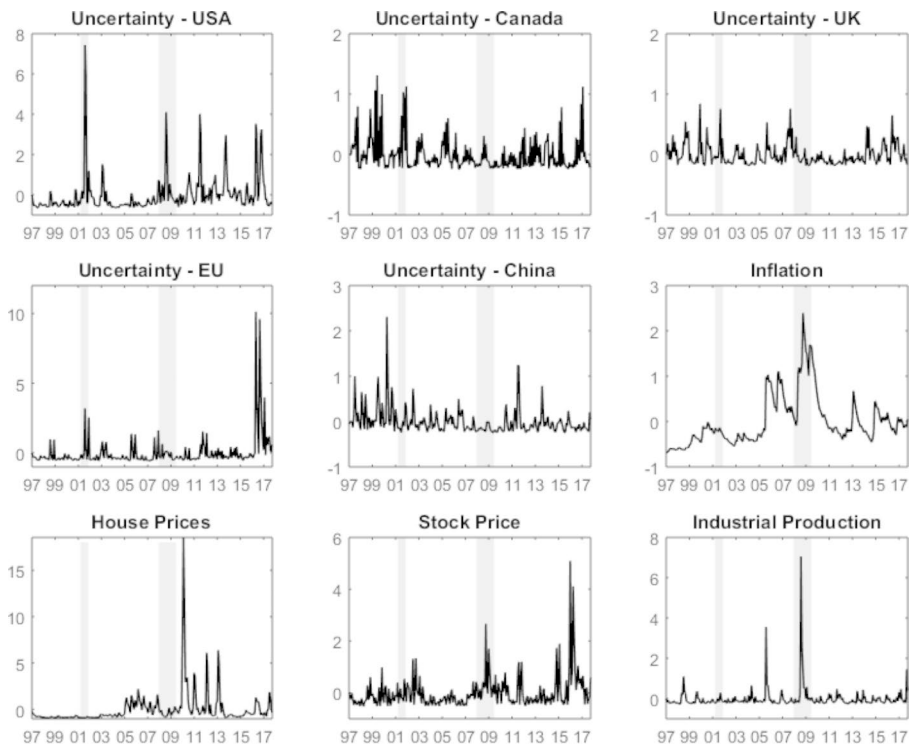 Uncertainty - USA Uncertainty - Canada Uncertainty - UK
8 2 2
6
4 1 1
2 0 0
0
-1 -1
97 99 01 03 05 07 09 11 13 15 17 97 99 01 03 05 07 09 11 13 15 17 97 99 01 03 05 07 09 11 13 15 17
Uncertainty - EU Uncertainty - China Inflation
3 3
10 2 2
5 1 1
0 0
0
-1 -1
97 99 01 03 05 07 09 11 13 15 17 97 99 01 03 05 07 09 11 13 15 17 97 99 01 03 05 07 09 11 13 15 17
House Prices Stock Price Industrial Production
6 8
15 6
4
10 4
2
5 2
0 0 0
97 99 01 03 05 07 09 11 13 15 17 97 99 01 03 05 07 09 11 13 15 17 97 99 01 03 05 07 09 11 13 15 17